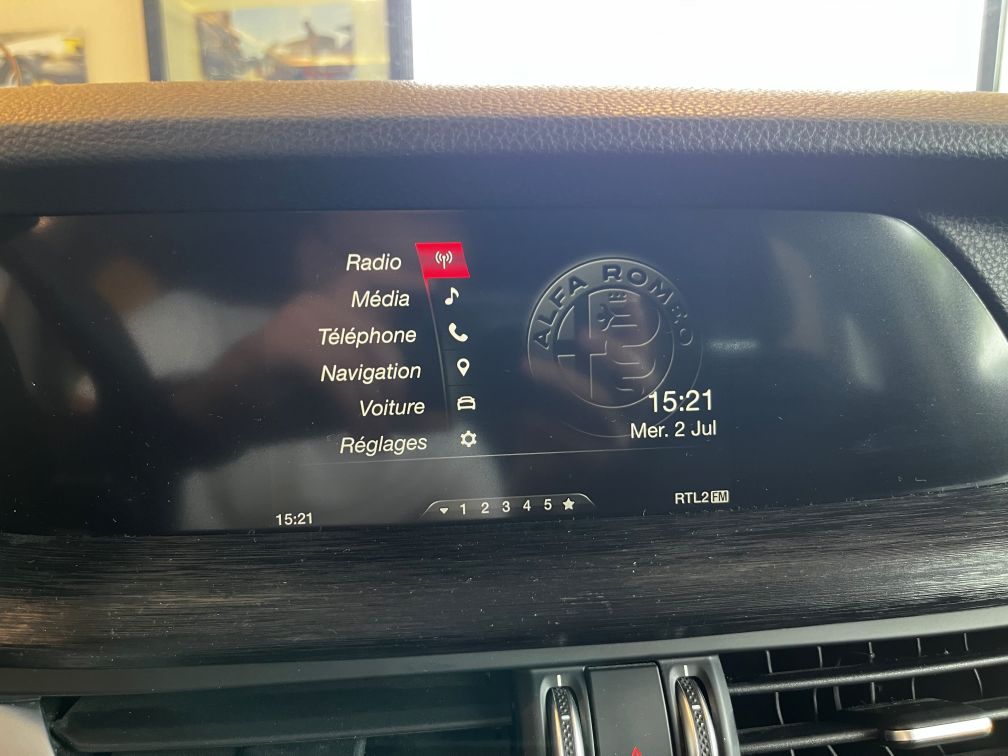 Radio
Média
Téléphone
Navigation
Voiture
Réglages
ALFA ROMEO
15:21
Mer. 2 Jul
15:21
1 2 3 4 5
RTL2 FM